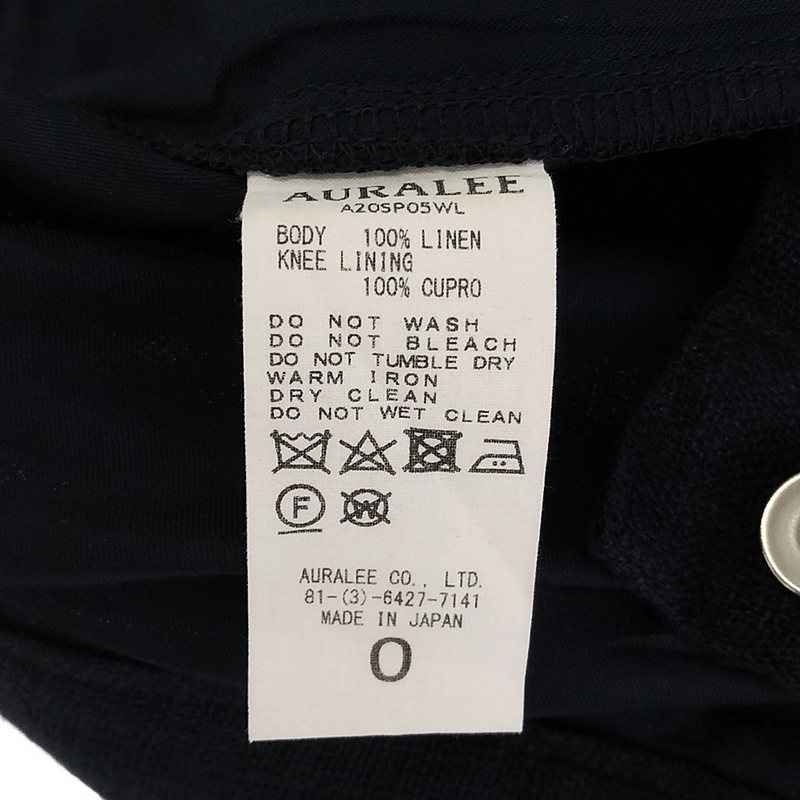 AURALEE
A20SP05WL
BODY 100% LINEN
KNEE LINING
100% CUPRO
DO NOT WASH
DO NOT BLEACH
DO NOT TUMBLE DRY
WARM IRON
DRY CLEAN
DO NOT WET CLEAN
F W
AURALEE CO., LTD.
81-(3)-6427-7141
MADE IN JAPAN
0